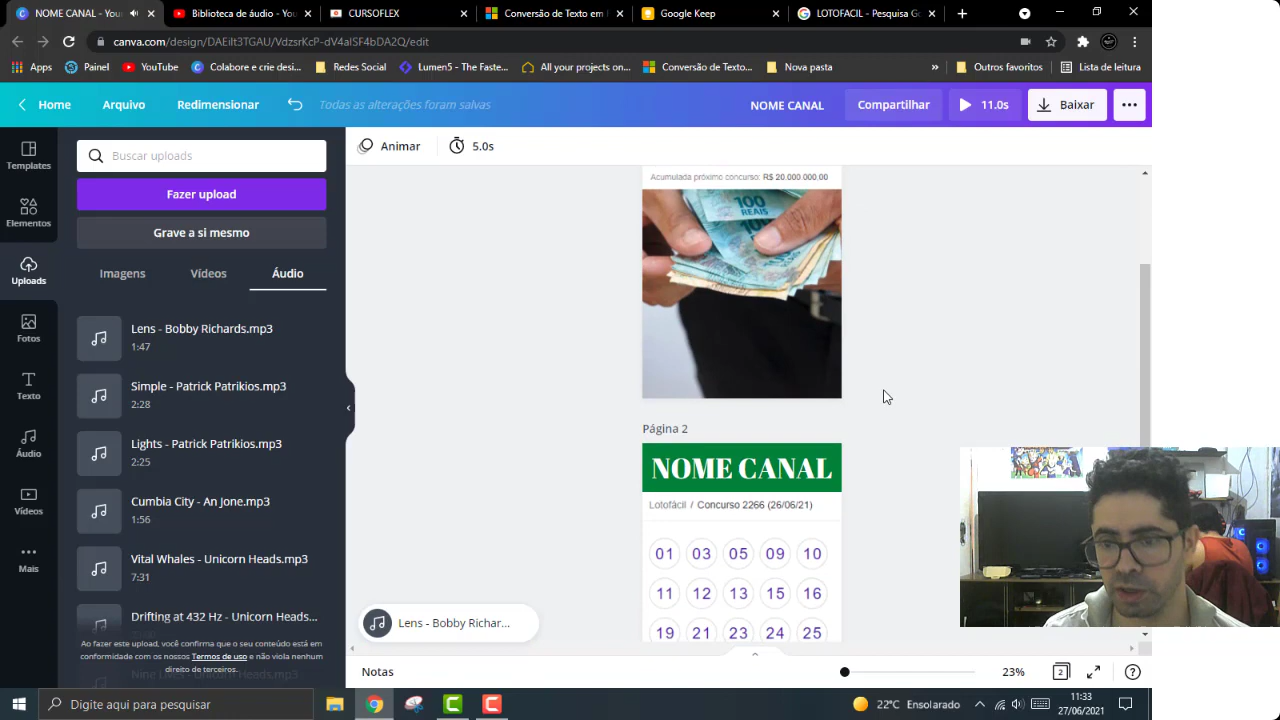 NOME CANAL - You
Biblioteca de áudio - You
CURSOFLEX
Conversão de Texto em F
Google Keep
LOTOFACIL - Pesquisa Go
canva.com/design/DAEiIt3TGAU/VdzsrKcP-dV4aISF4bDA2Q/edit
Apps
Painel
YouTube
Colabore e crie desi...
Redes Social
Lumen5 - The Faste...
All your projects on...
Conversão de Texto...
Nova pasta
»
Outros favoritos
Lista de leitura
Home
Arquivo
Redimensionar
Todas as alterações foram salvas
NOME CANAL
Compartilhar
11.0s
Baixar
Templates
Elementos
Uploads
Fotos
Texto
Áudio
Vídeos
Mais
Buscar uploads
Fazer upload
Grave a si mesmo
Imagens
Vídeos
Áudio
Lens - Bobby Richards.mp3
1:47
Simple - Patrick Patrikios.mp3
2:28
Lights - Patrick Patrikios.mp3
2:25
Cumbia City - An Jone.mp3
1:56
Vital Whales - Unicorn Heads.mp3
7:31
Drifting at 432 Hz - Unicorn Heads...
Ao fazer este upload, você confirma que o seu conteúdo está em
conformidade com os nossos Termos de uso e não viola nenhum
direito de terceiros.
Nine Lives - Unicorn Heads.mp3
Animar
5.0s
Acumulada próximo concurso: R$ 20.000.000,00
100
REAIS
Página 2
NOME CANAL
Lotofácil / Concurso 2266 (26/06/21)
01 03 05 09 10
11 12 13 15 16
19 21 23 24 25
Lens - Bobby Richar...
Notas
23%
2
Digite aqui para pesquisar
22°C Ensolarado
11:33
27/06/2021